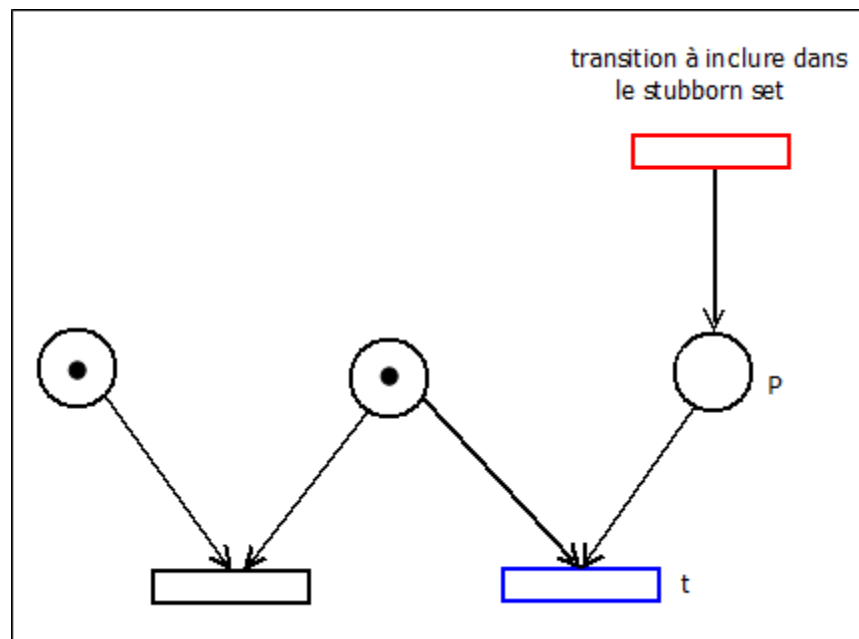 transition à inclure dans
le stubborn set
P
t